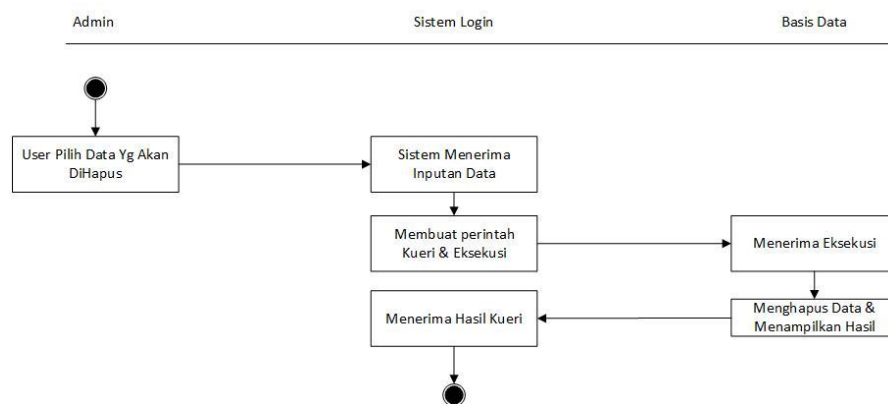 Admin
Sistem Login
Basis Data
User Pilih Data Yg Akan
DiHapus
Sistem Menerima
Inputan Data
Membuat perintah
Kueri & Eksekusi
Menerima Eksekusi
Menghapus Data &
Menampilkan Hasil
Menerima Hasil Kueri